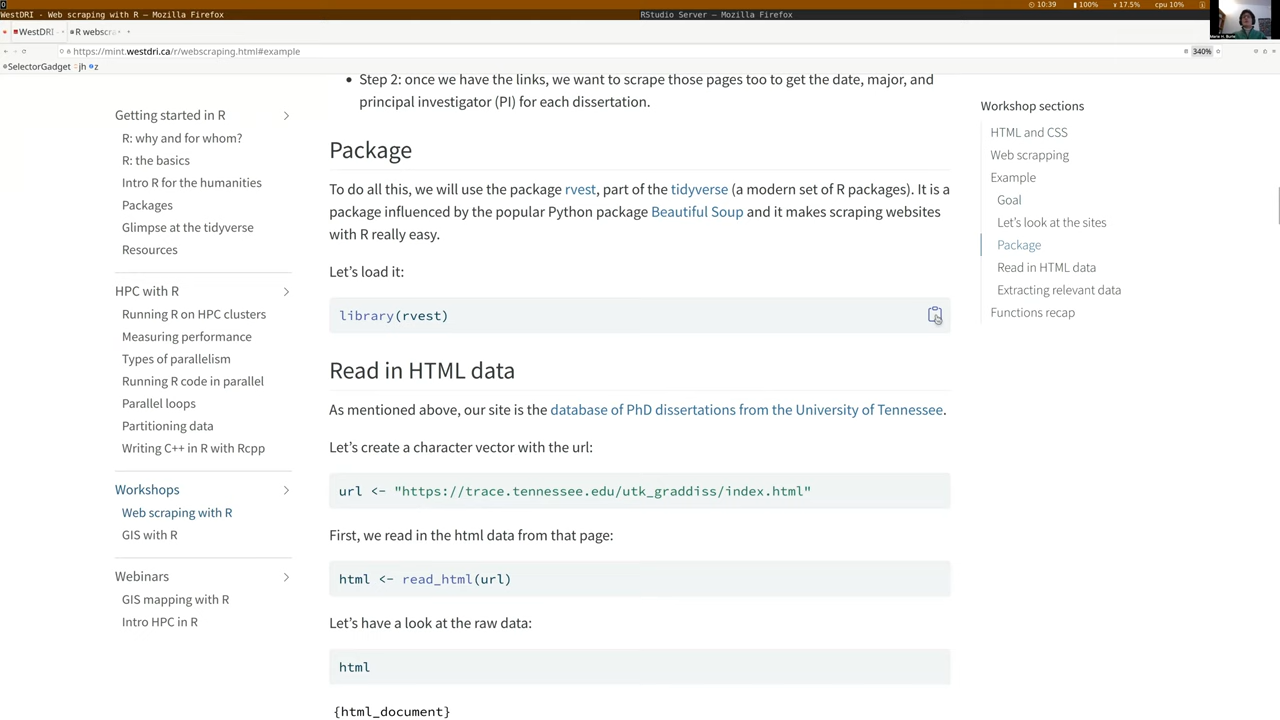 10:39
100%
17.5%
cpu 10%
WestDRI - Web scraping with R — Mozilla Firefox
RStudio Server — Mozilla Firefox
WestDRI
R webscra
https://mint.westdri.ca/r/webscraping.html#example
340%
SelectorGadget
jh
z
Getting started in R
R: why and for whom?
R: the basics
Intro R for the humanities
Packages
Glimpse at the tidyverse
Resources
HPC with R
Running R on HPC clusters
Measuring performance
Types of parallelism
Running R code in parallel
Parallel loops
Partitioning data
Writing C++ in R with Rcpp
Workshops
Web scraping with R
GIS with R
Webinars
GIS mapping with R
Intro HPC in R
• Step 2: once we have the links, we want to scrape those pages too to get the date, major, and
principal investigator (PI) for each dissertation.
Package
To do all this, we will use the package rvest, part of the tidyverse (a modern set of R packages). It is a
package influenced by the popular Python package Beautiful Soup and it makes scraping websites
with R really easy.
Let's load it:
library(rvest)
Read in HTML data
As mentioned above, our site is the database of PhD dissertations from the University of Tennessee.
Let's create a character vector with the url:
url <- "https://trace.tennessee.edu/utk_graddiss/index.html"
First, we read in the html data from that page:
html <- read_html(url)
Let's have a look at the raw data:
html
{html_document}
Workshop sections
HTML and CSS
Web scrapping
Example
Goal
Let's look at the sites
Package
Read in HTML data
Extracting relevant data
Functions recap